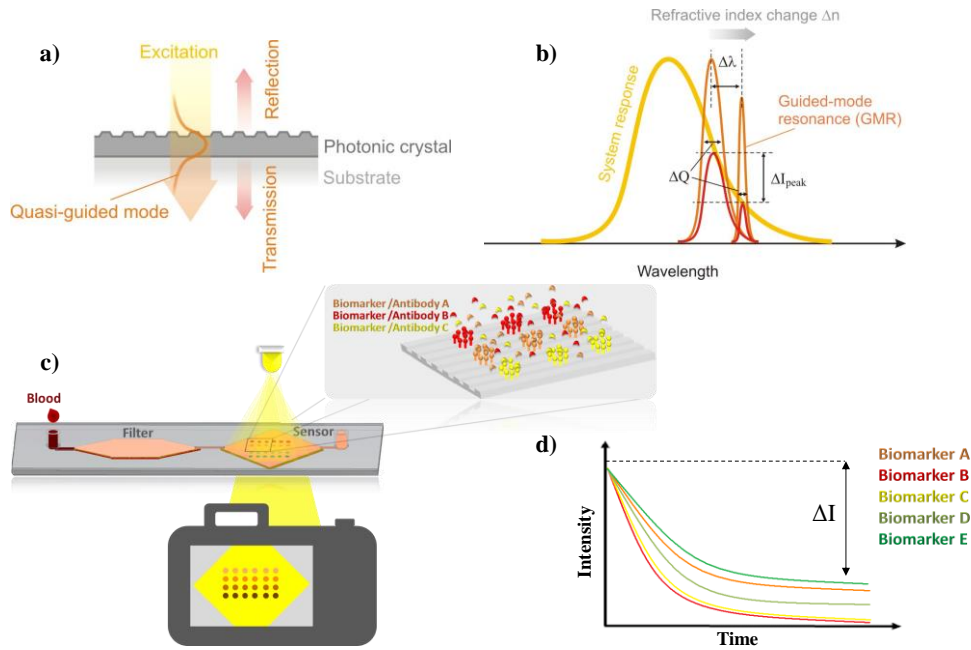 a)
Excitation
Reflection
Photonic crystal
Substrate
Quasi-guided mode
Transmission
Refractive index change Δn
b)
Δλ
System response
Guided-mode
resonance (GMR)
ΔQ
ΔIpeak
Wavelength
c)
Biomarker /Antibody A
Biomarker /Antibody B
Biomarker /Antibody C
Blood
Filter
Sensor
d)
Intensity
ΔI
Time
Biomarker A
Biomarker B
Biomarker C
Biomarker D
Biomarker E